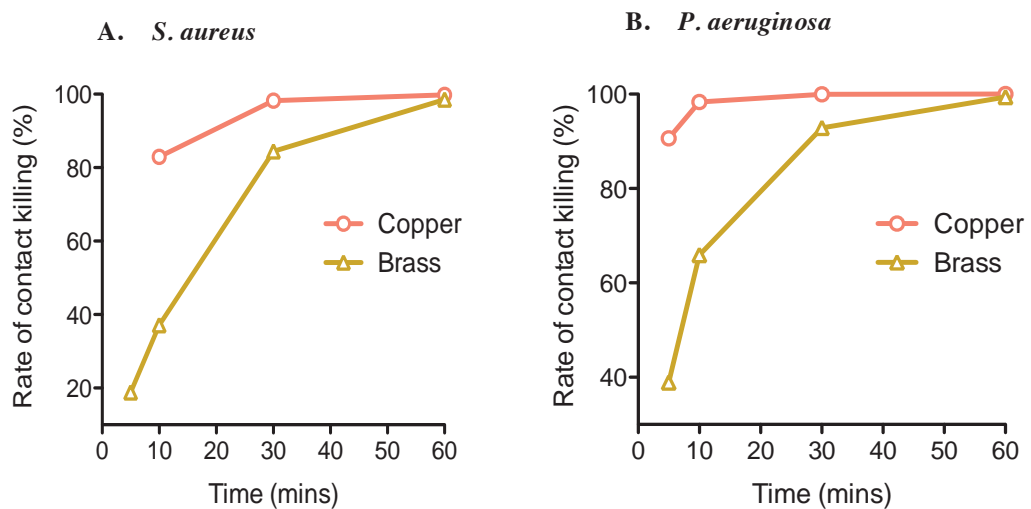 A. S. aureus
100
80
60
40
20
0 10 20 30 40 50 60
Rate of contact killing (%)
Time (mins)
Copper
Brass
B. P. aeruginosa
100
80
60
40
0 10 20 30 40 50 60
Rate of contact killing (%)
Time (mins)
Copper
Brass